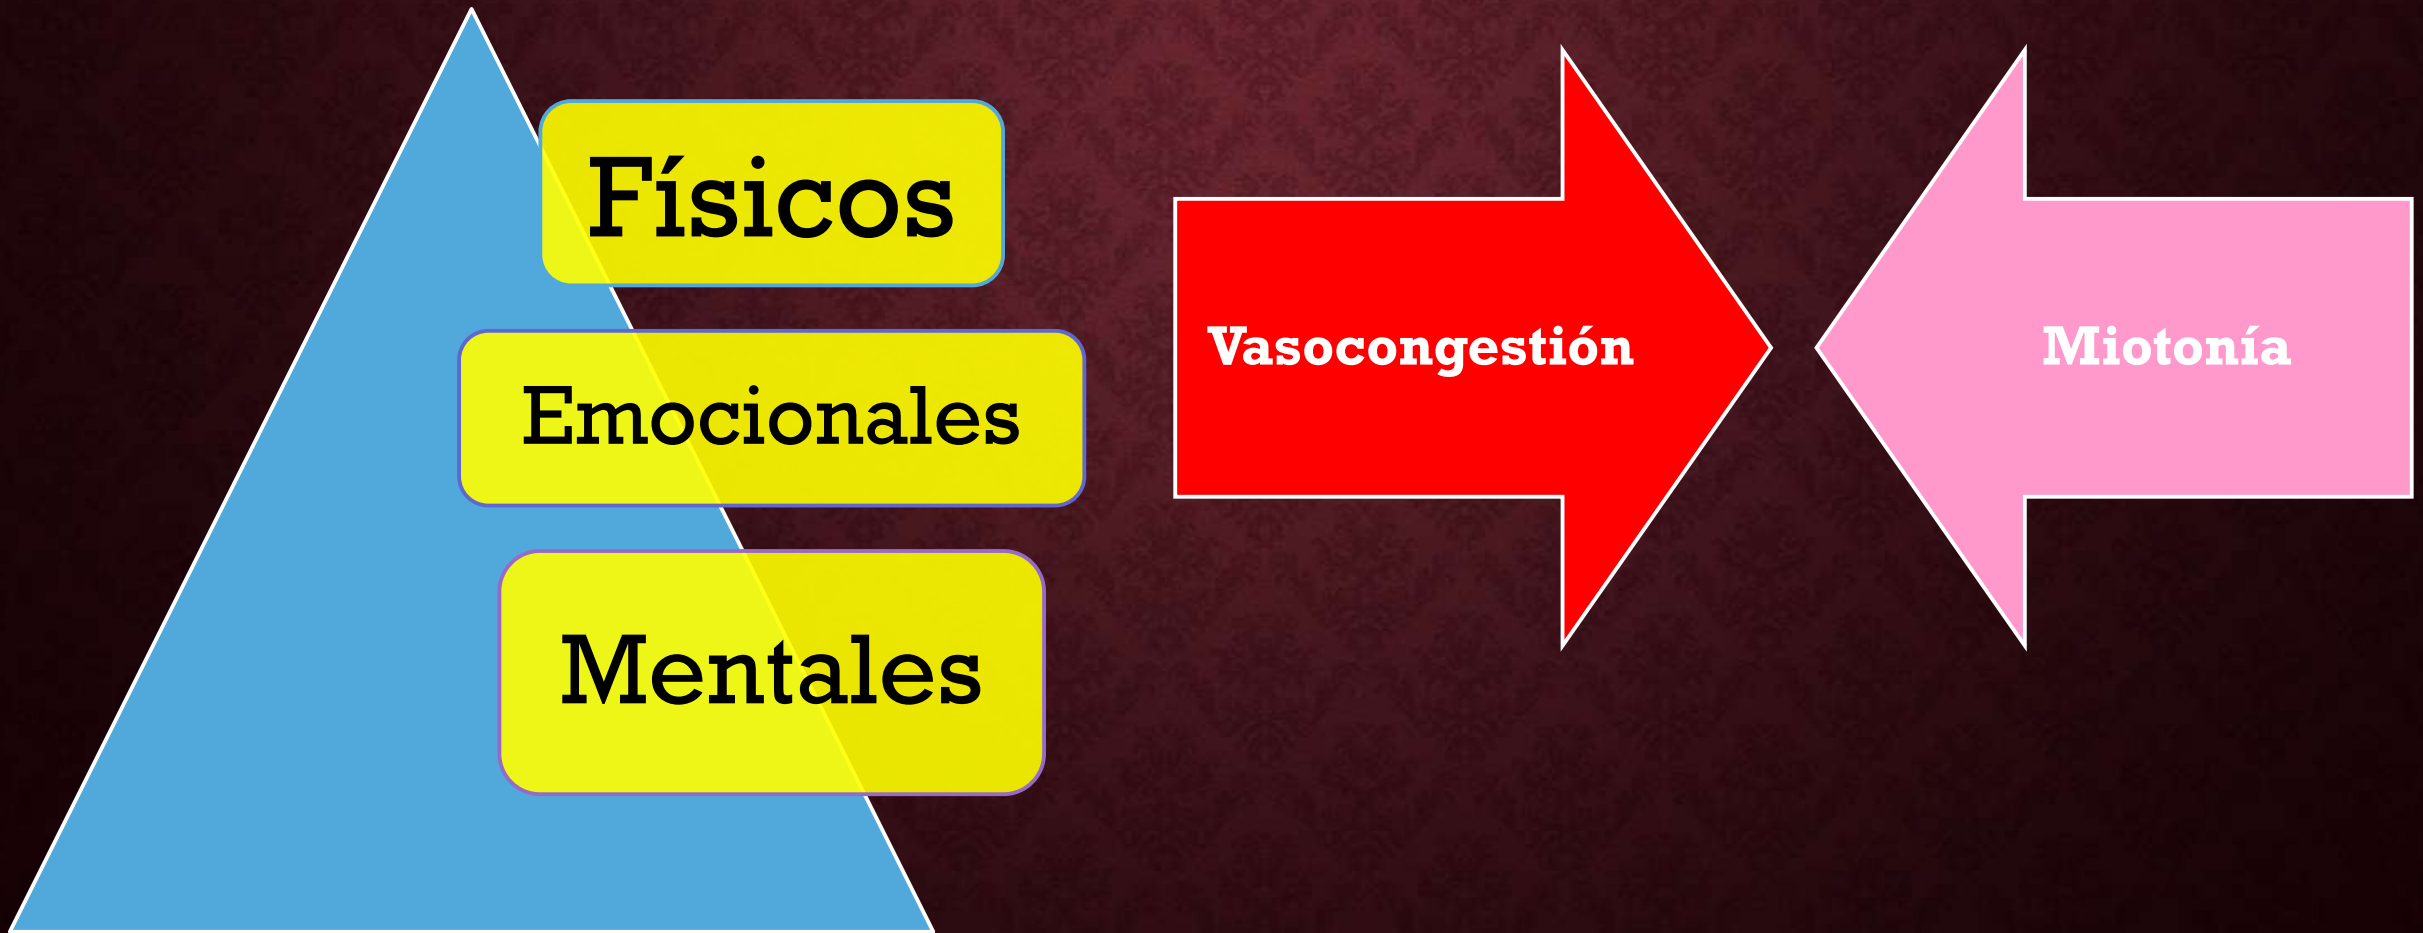 Físicos
Emocionales
Mentales
Vasocongestión
Miotonía